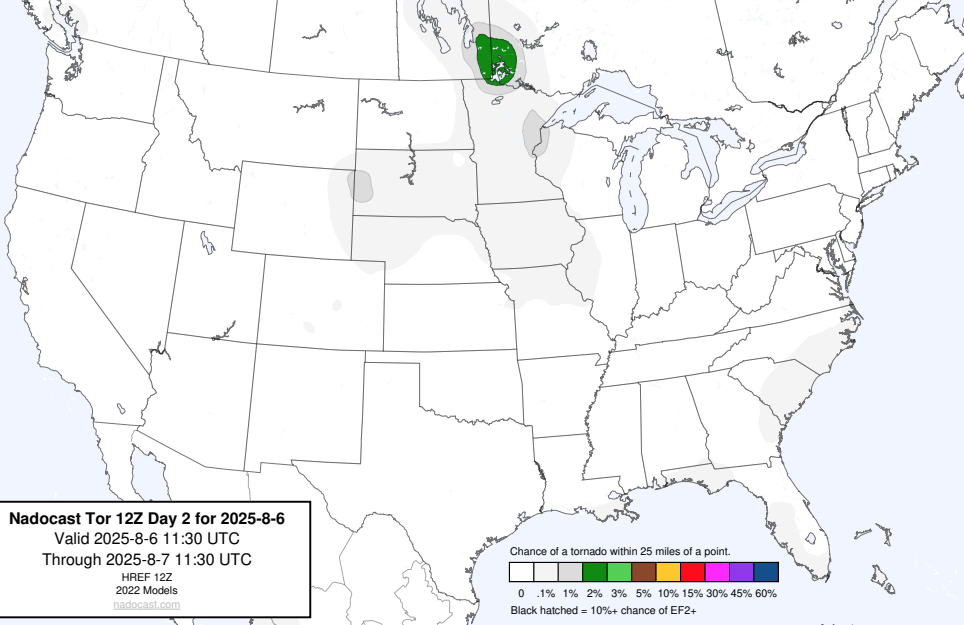 Nadocast Tor 12Z Day 2 for 2025-8-6
Valid 2025-8-6 11:30 UTC
Through 2025-8-7 11:30 UTC
HREF 12Z
2022 Models
nadocast.com
Chance of a tornado within 25 miles of a point.
0 .1% 1% 2% 3% 5% 10% 15% 30% 45% 60%
Black hatched = 10%+ chance of EF2+